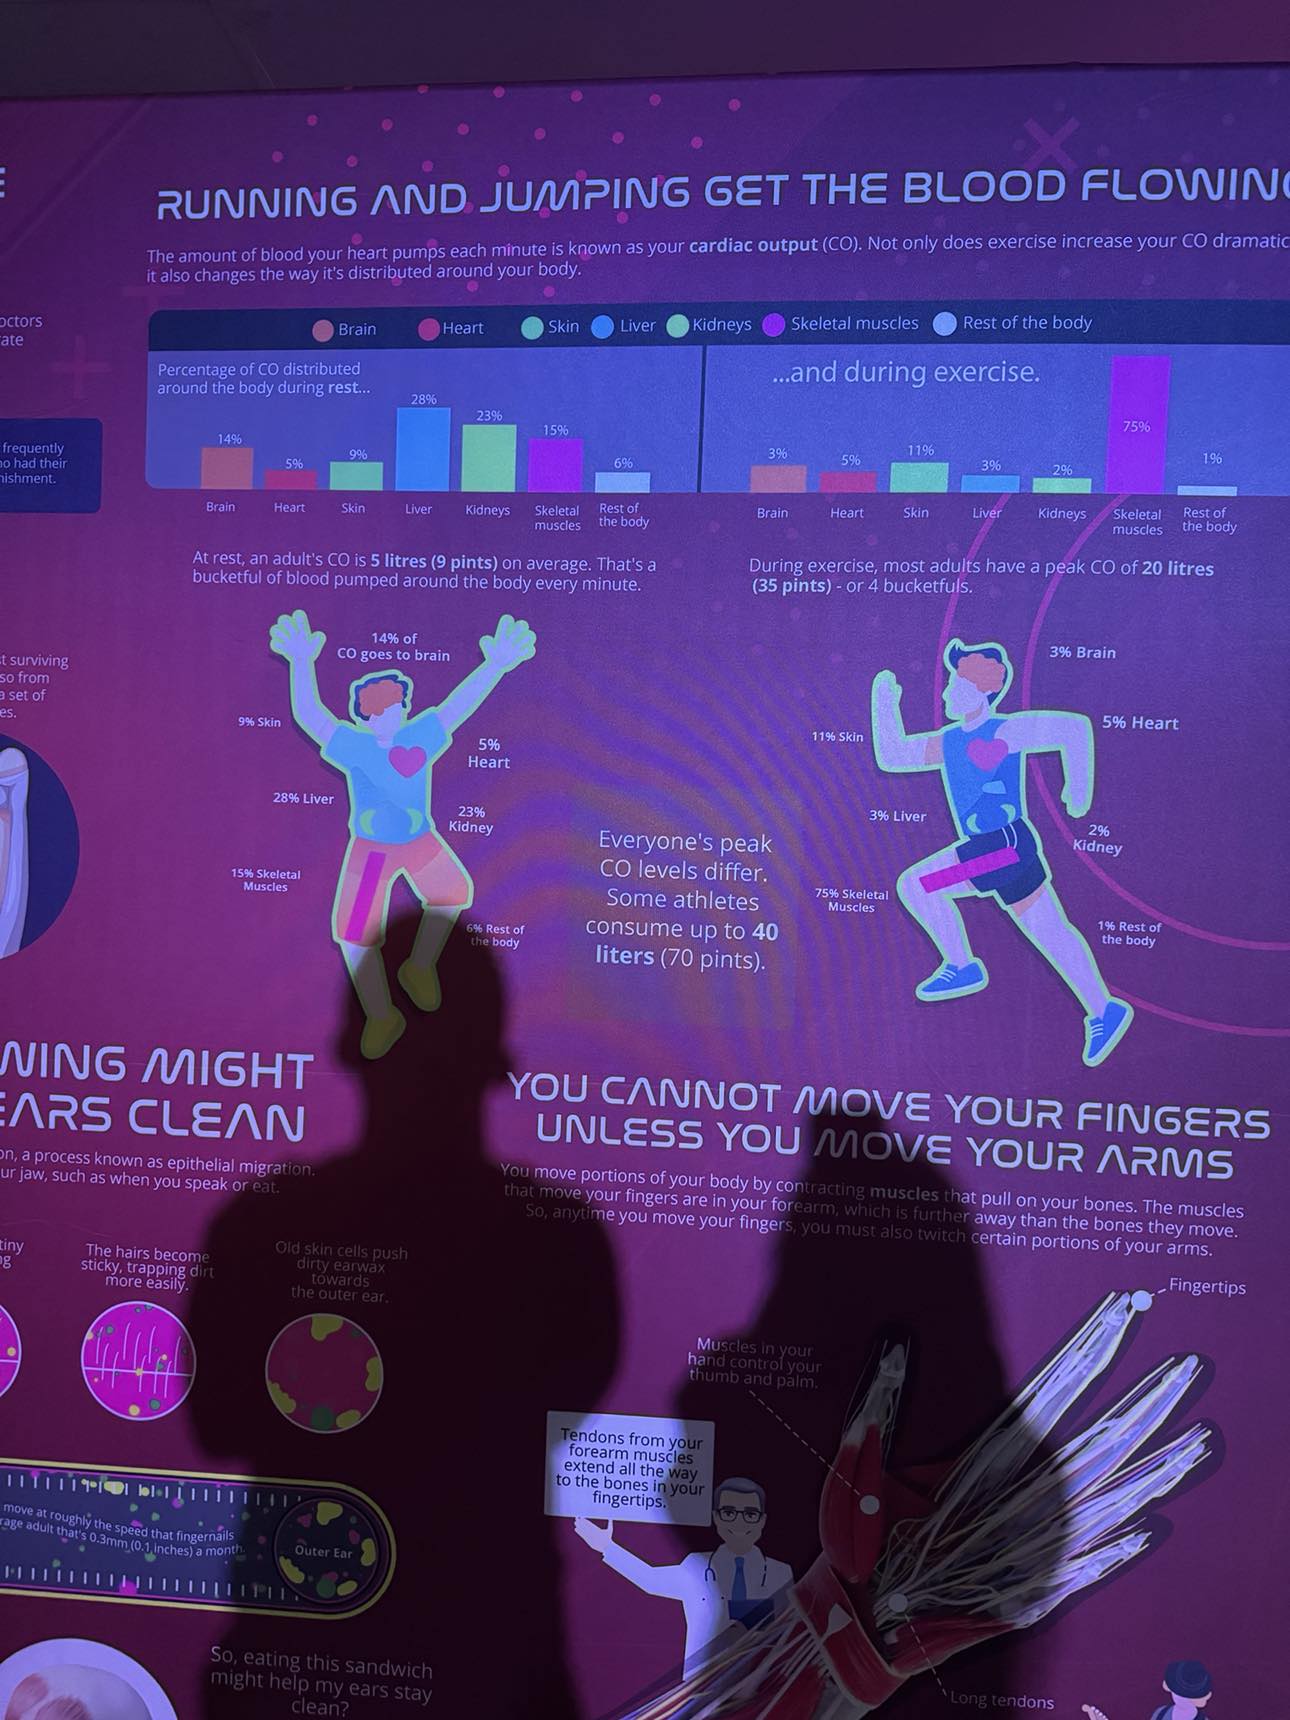 RUNNING AND JUMPING GET THE BLOOD FLOWING
The amount of blood your heart pumps each minute is known as your cardiac output (CO). Not only does exercise increase your CO
it also changes the way it's distributed around your body.
Brain Heart Skin Liver Kidneys Skeletal muscles Rest of the body
Percentage of CO distributed
around the body during rest...
14%
5%
9%
28%
23%
15%
6%
Brain
Heart
Skin
Liver
Kidneys
Skeletal
muscles
Rest of
the body
...and during exercise.
3%
5%
11%
3%
2%
75%
1%
Brain
Heart
Skin
Liver
Kidneys
Skeletal
muscles
Rest of
the body
At rest, an adult's CO is 5 litres (9 pints) on average. That's a
bucketful of blood pumped around the body every minute.
During exercise, most adults have a peak CO of 20 litres
(35 pints) - or 4 bucketfuls.
14% of
CO goes to brain
9% Skin
5%
Heart
28% Liver
23%
Kidney
15% Skeletal
Muscles
6% Rest of
the body
Everyone's peak
CO levels differ.
Some athletes
consume up to 40
liters (70 pints).
3% Brain
11% Skin
5% Heart
3% Liver
2%
Kidney
75% Skeletal
Muscles
1% Rest of
the body
frequently
had their
surviving
so from
a set of
MIGHT
CLEAN
a process known as epithelial migration.
jaw, such as when you speak or eat.
The hairs become
sticky, trapping dirt
more easily.
Old skin cells push
dirty earwax
towards
the outer ear.
move at roughly the speed that fingernails
adult that's 0.3mm (0.1 inches) a month.
Outer Ear
So, eating this sandwich
might help my ears stay
clean?
YOU CANNOT MOVE YOUR FINGERS
UNLESS YOU MOVE YOUR ARMS
You move portions of your body by contracting muscles that pull on your bones. The muscles
that move your fingers are in your forearm, which is further away than the bones they move.
So, anytime you move your fingers, you must also twitch certain portions of your arms.
Fingertips
Muscles in your
hand control your
thumb and palm.
Tendons from your
forearm muscles
extend all the way
to the bones in your
fingertips.
Long tendons